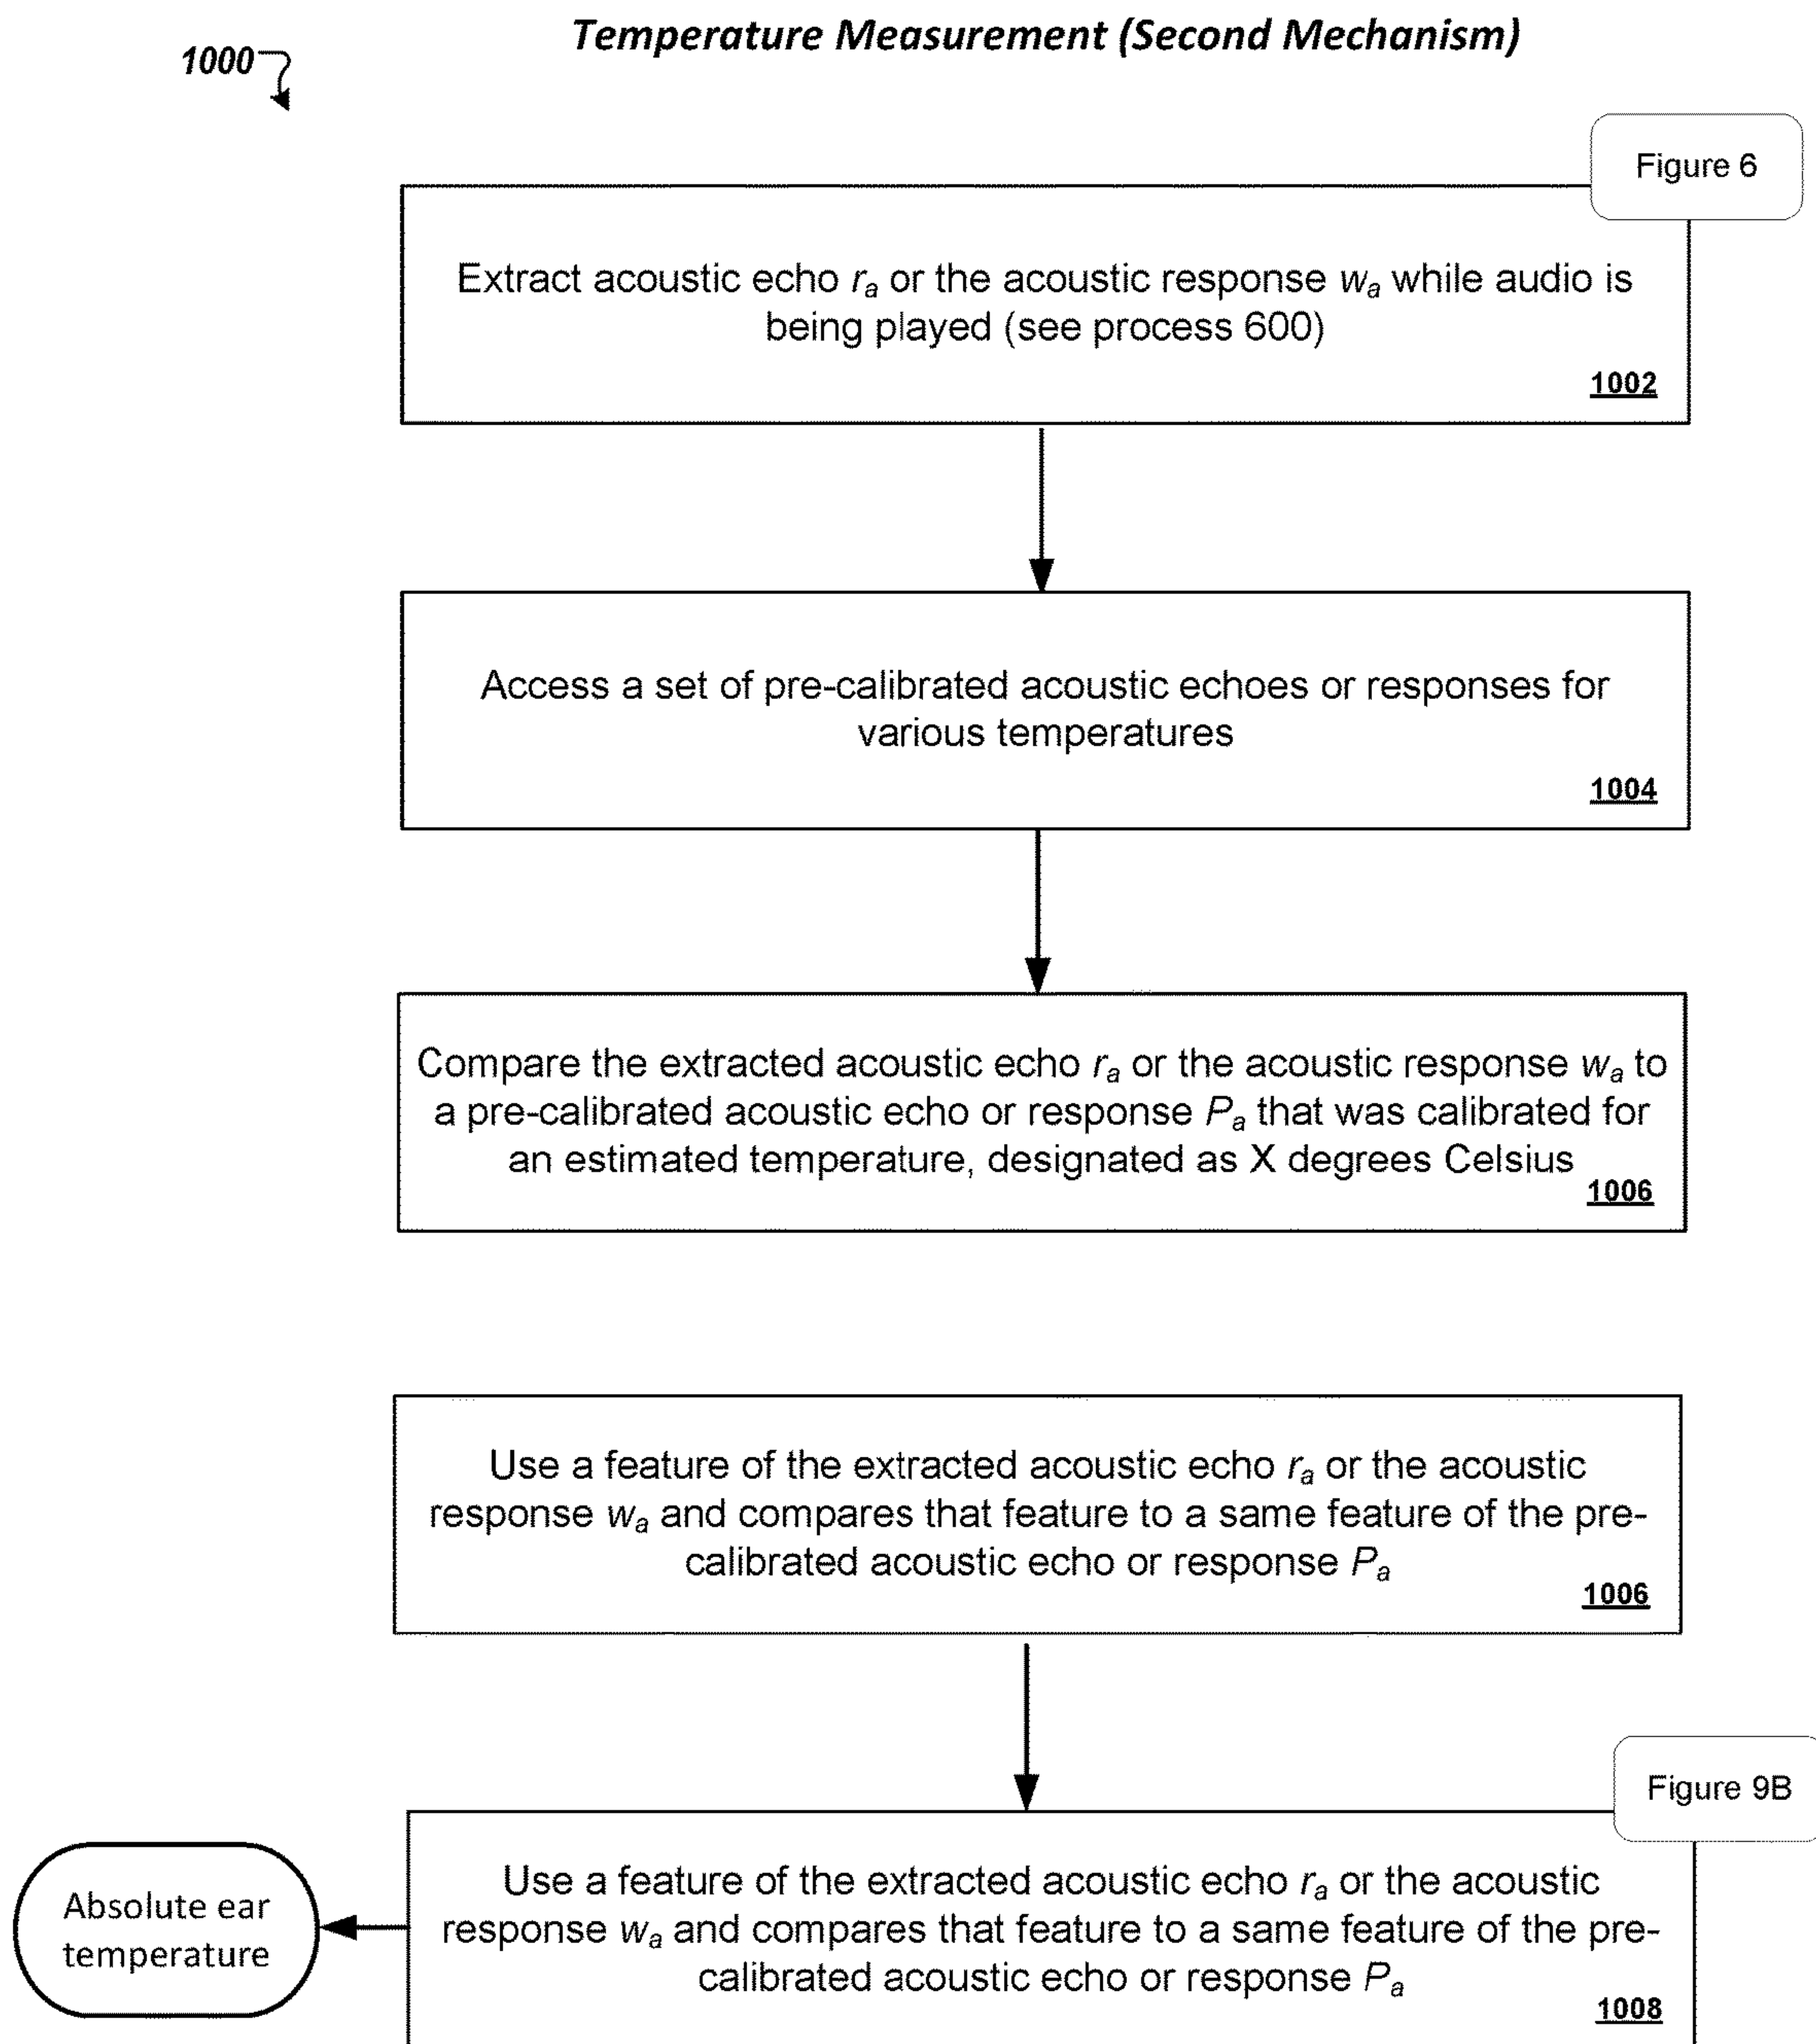 Temperature Measurement (Second Mechanism)
1000
Figure 6
Extract acoustic echo rₐ or the acoustic response wₐ while audio is
being played (see process 600)
1002
Access a set of pre-calibrated acoustic echoes or responses for
various temperatures
1004
Compare the extracted acoustic echo rₐ or the acoustic response wₐ to
a pre-calibrated acoustic echo or response Pₐ that was calibrated for
an estimated temperature, designated as X degrees Celsius
1006
Use a feature of the extracted acoustic echo rₐ or the acoustic
response wₐ and compares that feature to a same feature of the pre-
calibrated acoustic echo or response Pₐ
1006
Figure 9B
Use a feature of the extracted acoustic echo rₐ or the acoustic
response wₐ and compares that feature to a same feature of the pre-
calibrated acoustic echo or response Pₐ
1008
Absolute ear
temperature